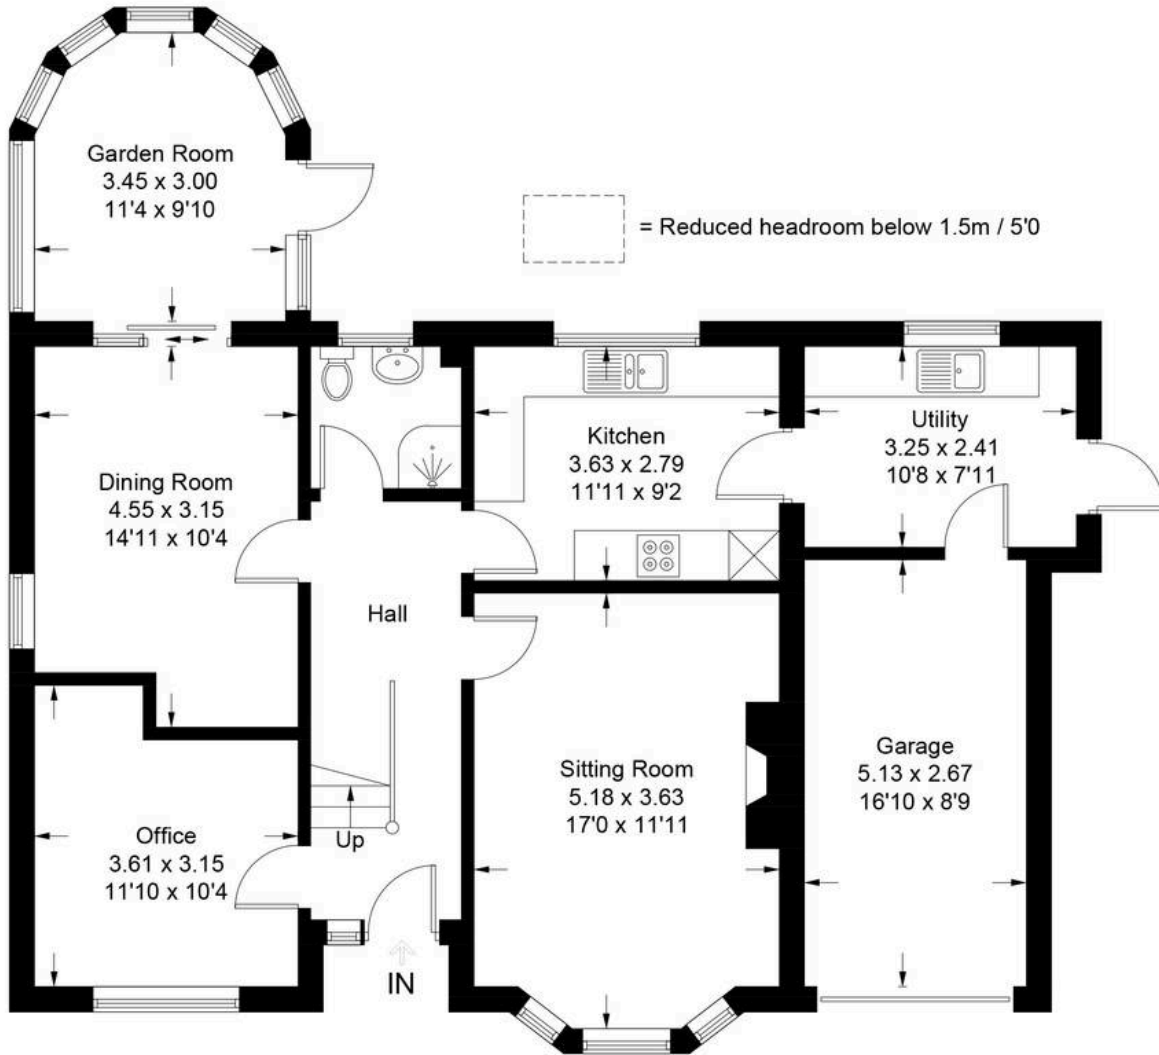 Garden Room
3.45 x 3.00
11'4 x 9'10
= Reduced headroom below 1.5m / 5'0
Kitchen
3.63 x 2.79
11'11 x 9'2
Utility
3.25 x 2.41
10'8 x 7'11
Dining Room
4.55 x 3.15
14'11 x 10'4
Hall
Sitting Room
5.18 x 3.63
17'0 x 11'11
Garage
5.13 x 2.67
16'10 x 8'9
Office
3.61 x 3.15
11'10 x 10'4
Up
IN